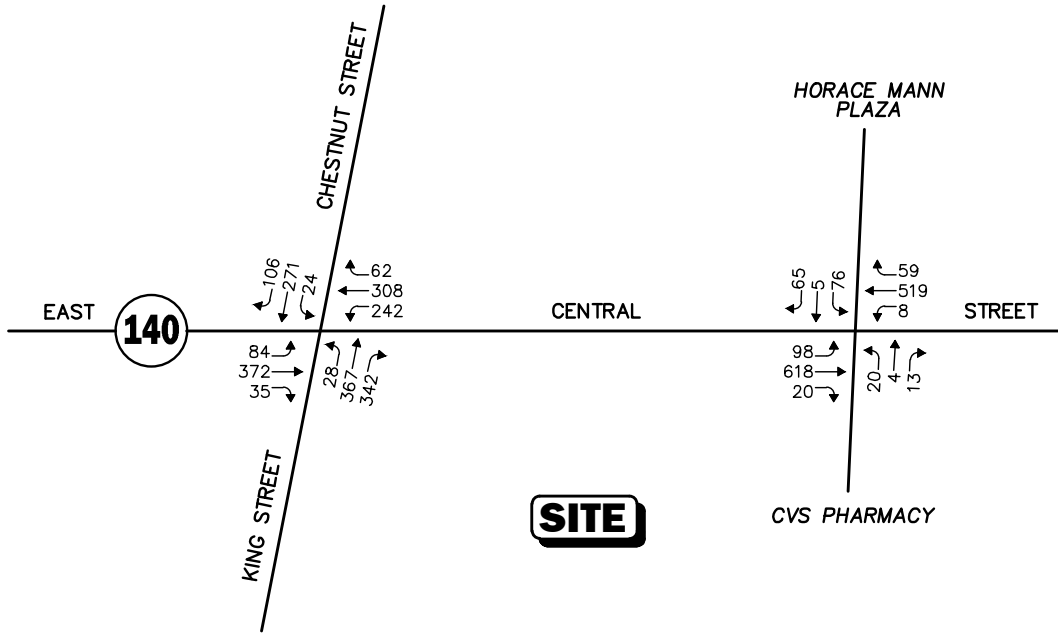 CHESTNUT STREET
HORACE MANN
PLAZA
106
271
24
62
308
242
65
5
76
59
519
8
EAST
140
CENTRAL
STREET
84
372
35
28
367
342
98
618
20
20
4
13
KING STREET
SITE
CVS PHARMACY